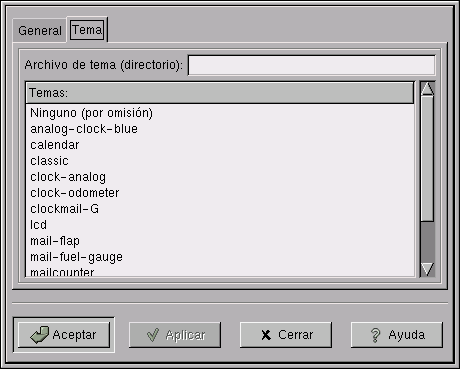 General Tema
Archivo de tema (directorio):
Temas:
Ninguno (por omisión)
analog-clock-blue
calendar
classic
clock-analog
clock-odometer
clockmail-G
lcd
mail-flap
mail-fuel-gauge
mailcounter
Aceptar Aplicar Cerrar Ayuda